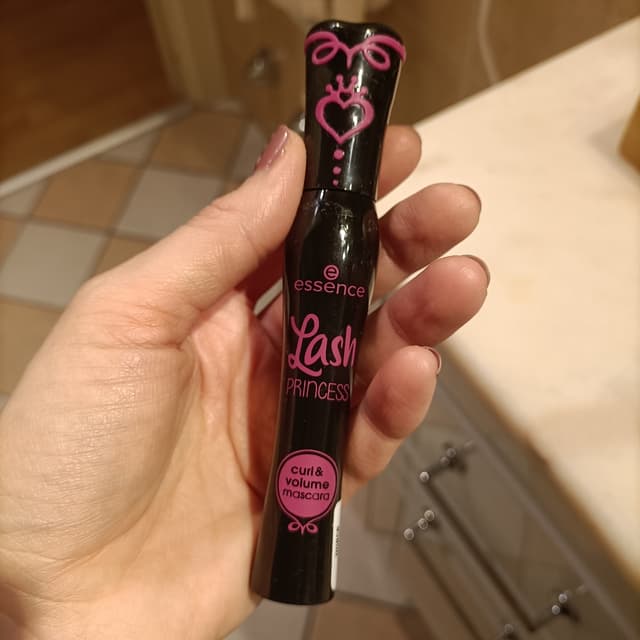 essence
Lash
PRINCESS
curl &
volume
mascara